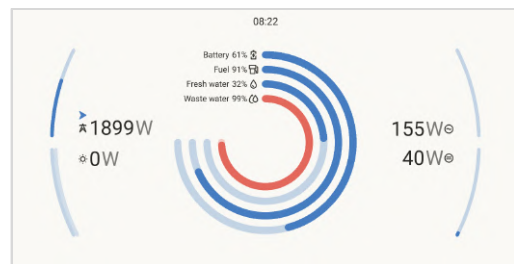 08:22
Battery 61%
Fuel 91%
Fresh water 32%
Waste water 99%
1899W
0W
155W
40W